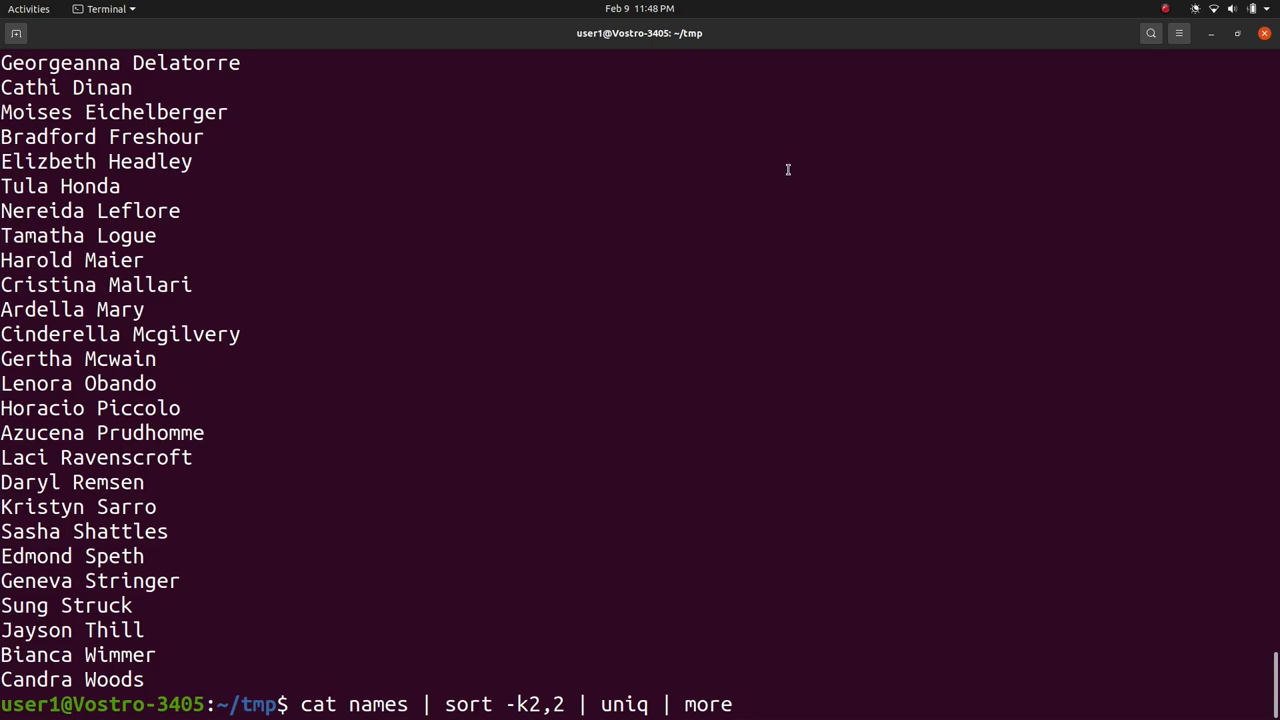 Activities
Terminal
Feb 9 11:48 PM
user1@Vostro-3405: ~/tmp
Georgeanna Delatorre
Cathi Dinan
Moises Eichelberger
Bradford Freshour
Elizbeth Headley
Tula Honda
Nereida Leflore
Tamatha Logue
Harold Maier
Cristina Mallari
Ardella Mary
Cinderella Mcgilvery
Gertha Mcwain
Lenora Obando
Horacio Piccolo
Azucena Prudhomme
Laci Ravenscroft
Daryl Remsen
Kristyn Sarro
Sasha Shattles
Edmond Speth
Geneva Stringer
Sung Struck
Jayson Thill
Bianca Wimmer
Candra Woods
user1@Vostro-3405:~/tmp$ cat names | sort -k2,2 | uniq | more